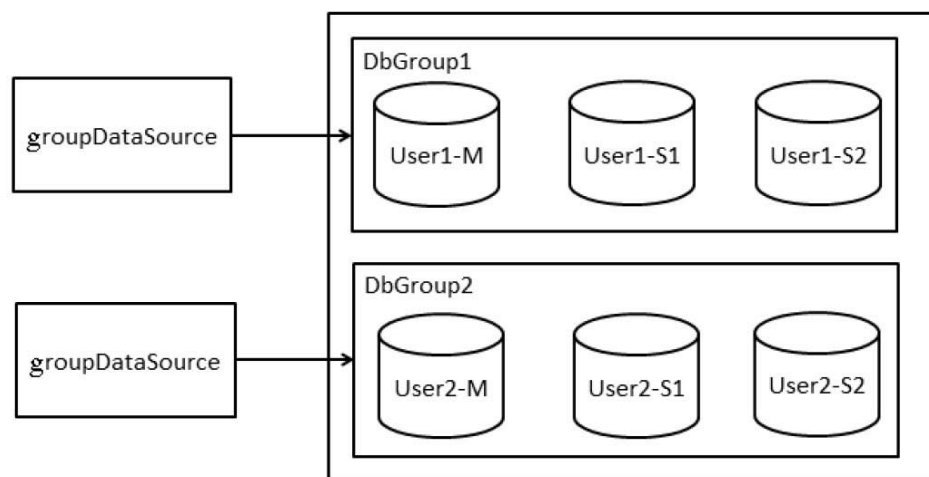 DbGroup1
groupDataSource
User1-M
User1-S1
User1-S2
DbGroup2
groupDataSource
User2-M
User2-S1
User2-S2